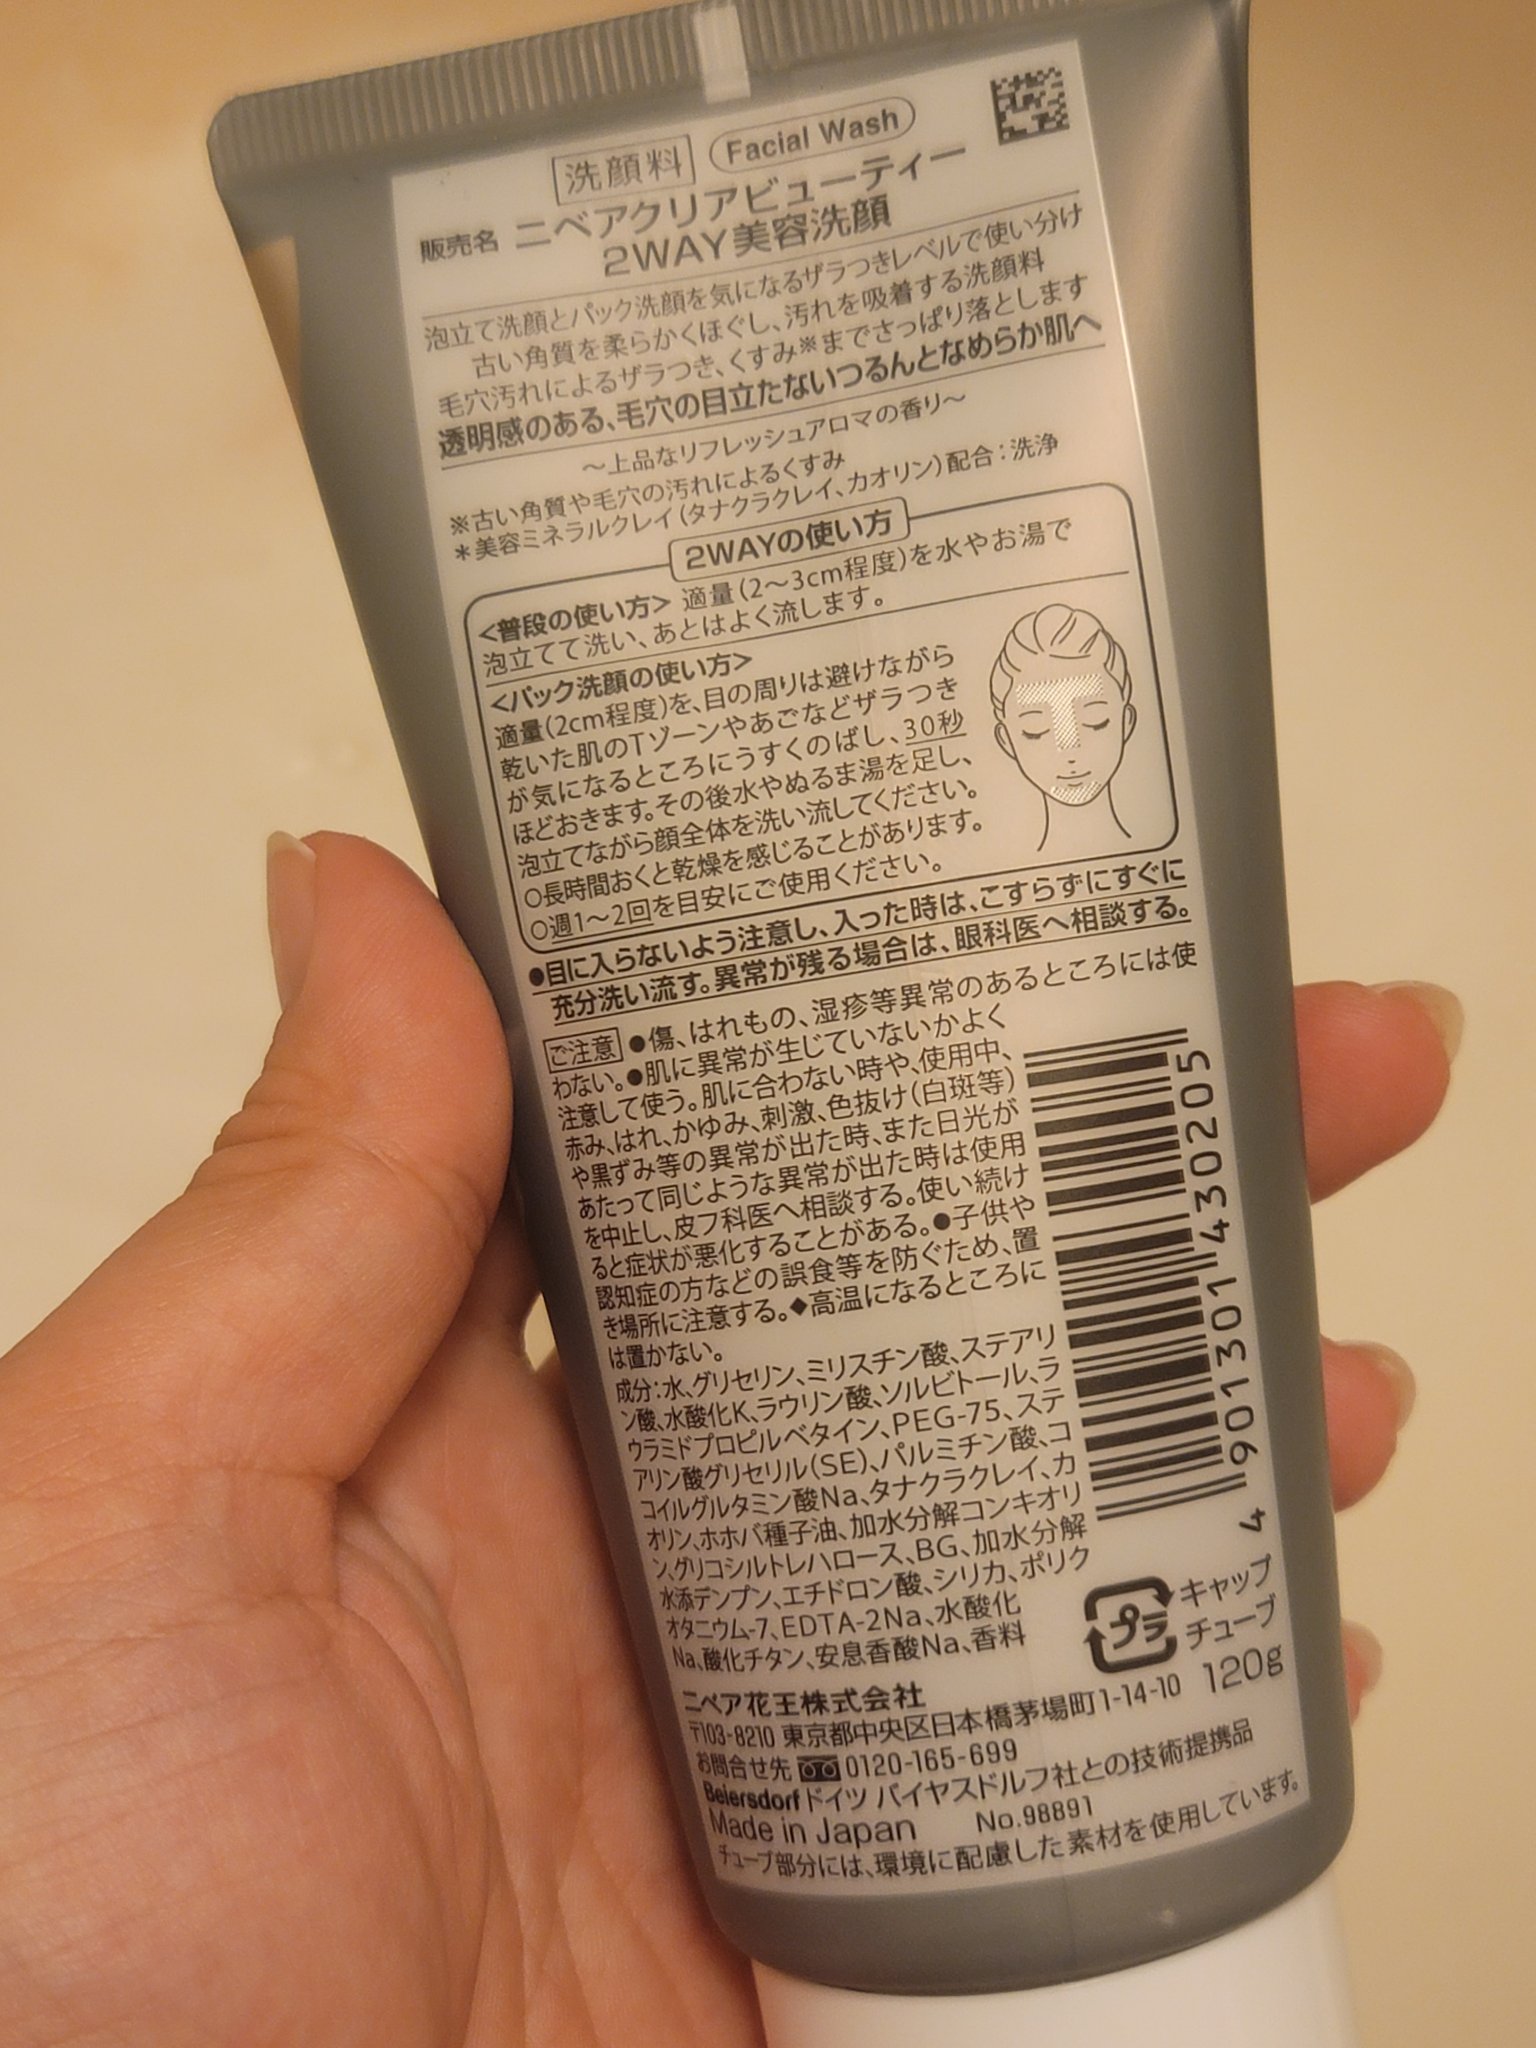 洗顔料 Facial Wash
販売名 ニベアクリアビューティー
2WAY美容洗顔
泡立て洗顔とパック洗顔を気になるザラつきレベルで使い分け
古い角質を柔らかくほぐし、汚れを吸着する洗顔料
毛穴汚れによるザラつき、くすみ※までさっぱり落とします
透明感のある、毛穴の目立たないつるんとなめらか肌へ
～上品なリフレッシュアロマの香り～
※古い角質や毛穴の汚れによるくすみ
＊美容ミネラルクレイ(タナクラクレイ、カオリン)配合：洗浄
2WAYの使い方
<普段の使い方> 適量(2～3cm程度)を水やお湯で
泡立てて洗い、あとはよく流します。
<パック洗顔の使い方>
適量(2cm程度)を、目の周りは避けながら
乾いた肌のTゾーンやあごなどザラつき
が気になるところにうすくのばし、30秒
ほどおきます。その後水やぬるま湯を足し、
泡立てながら顔全体を洗い流してください。
○長時間おくと乾燥を感じることがあります。
○週1～2回を目安にご使用ください。
●目に入らないよう注意し、入った時は、こすらずにすぐに
充分洗い流す。異常が残る場合は、眼科医へ相談する。
ご注意 ●傷、はれもの、湿疹等異常のあるところには使
わない。●肌に異常が生じていないかよく
注意して使う。肌に合わない時や、使用中、
赤み、はれ、かゆみ、刺激、色抜け(白斑等)
や黒ずみ等の異常が出た時、また日光が
あたって同じような異常が出た時は使用
を中止し、皮フ科医へ相談する。使い続け
ると症状が悪化することがある。●子供や
認知症の方などの誤食等を防ぐため、置
き場所に注意する。◆高温になるところに
は置かない。
成分：水、グリセリン、ミリスチン酸、ステアリ
ン酸、水酸化K、ラウリン酸、ソルビトール、ラ
ウラミドプロピルベタイン、PEG-75、ステ
アリン酸グリセリル(SE)、パルミチン酸、コ
コイルグルタミン酸Na、タナクラクレイ、カ
オリン、ホホバ種子油、加水分解コンキオリ
ン、グリコシルトレハロース、BG、加水分解
水添デンプン、エチドロン酸、シリカ、ポリク
オタニウム-7、EDTA-2Na、水酸化
Na、酸化チタン、安息香酸Na、香料
4 901301 430205
プラ キャップ
チューブ
ニベア花王株式会社 120g
〒103-8210 東京都中央区日本橋茅場町1-14-10
お問合せ先 0120-165-699
Beiersdorfドイツ バイヤスドルフ社との技術提携品
Made in Japan No.98891
チューブ部分には、環境に配慮した素材を使用しています。